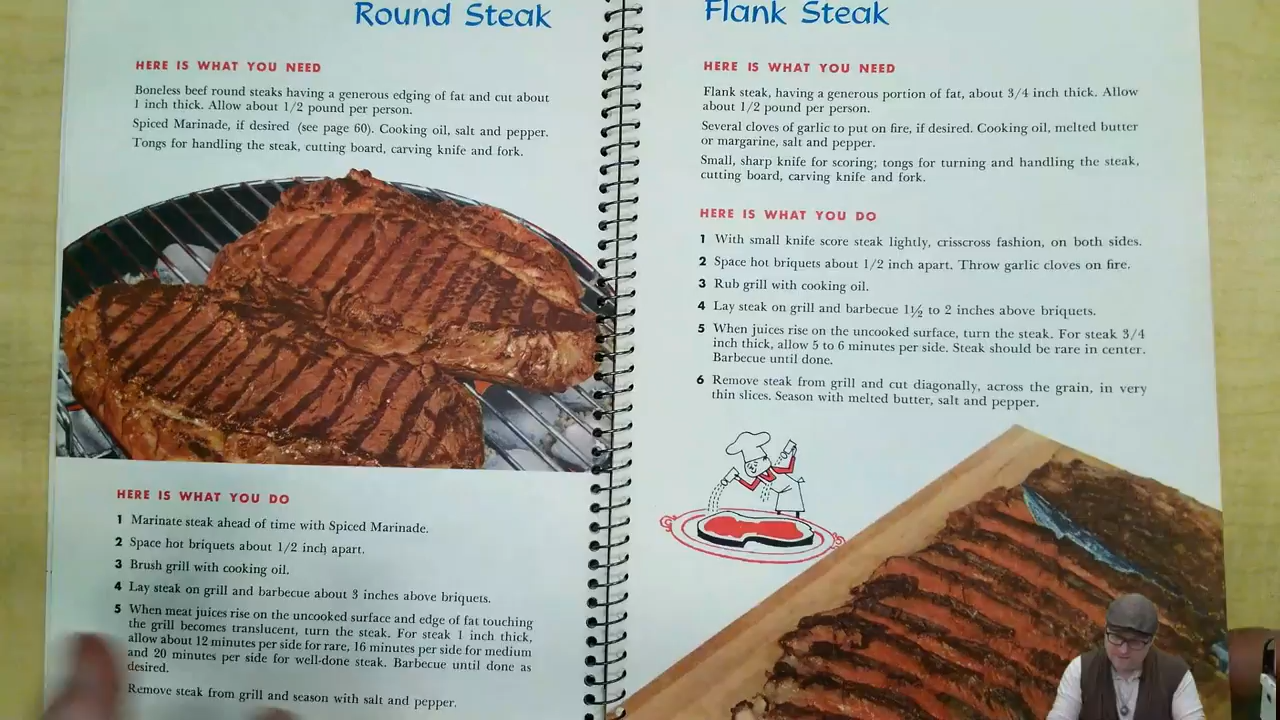 Round Steak
HERE IS WHAT YOU NEED
Boneless beef round steaks having a generous edging of fat and cut about
1 inch thick. Allow about 1/2 pound per person.
Spiced Marinade, if desired (see page 60). Cooking oil, salt and pepper.
Tongs for handling the steak, cutting board, carving knife and fork.
HERE IS WHAT YOU DO
1 Marinate steak ahead of time with Spiced Marinade.
2 Space hot briquets about 1/2 inch apart.
3 Brush grill with cooking oil.
4 Lay steak on grill and barbecue about 3 inches above briquets.
5 When meat juices rise on the uncooked surface and edge of fat touching
the grill becomes translucent, turn the steak. For steak 1 inch thick,
allow about 12 minutes per side for rare, 16 minutes per side for medium
and 20 minutes per side for well-done steak. Barbecue until done as
desired.
Remove steak from grill and season with salt and pepper.
Flank Steak
HERE IS WHAT YOU NEED
Flank steak, having a generous portion of fat, about 3/4 inch thick. Allow
about 1/2 pound per person.
Several cloves of garlic to put on fire, if desired. Cooking oil, melted butter
or margarine, salt and pepper.
Small, sharp knife for scoring; tongs for turning and handling the steak,
cutting board, carving knife and fork.
HERE IS WHAT YOU DO
1 With small knife score steak lightly, crisscross fashion, on both sides.
2 Space hot briquets about 1/2 inch apart. Throw garlic cloves on fire.
3 Rub grill with cooking oil.
4 Lay steak on grill and barbecue 1½ to 2 inches above briquets.
5 When juices rise on the uncooked surface, turn the steak. For steak 3/4
inch thick, allow 5 to 6 minutes per side. Steak should be rare in center.
Barbecue until done.
6 Remove steak from grill and cut diagonally, across the grain, in very
thin slices. Season with melted butter, salt and pepper.